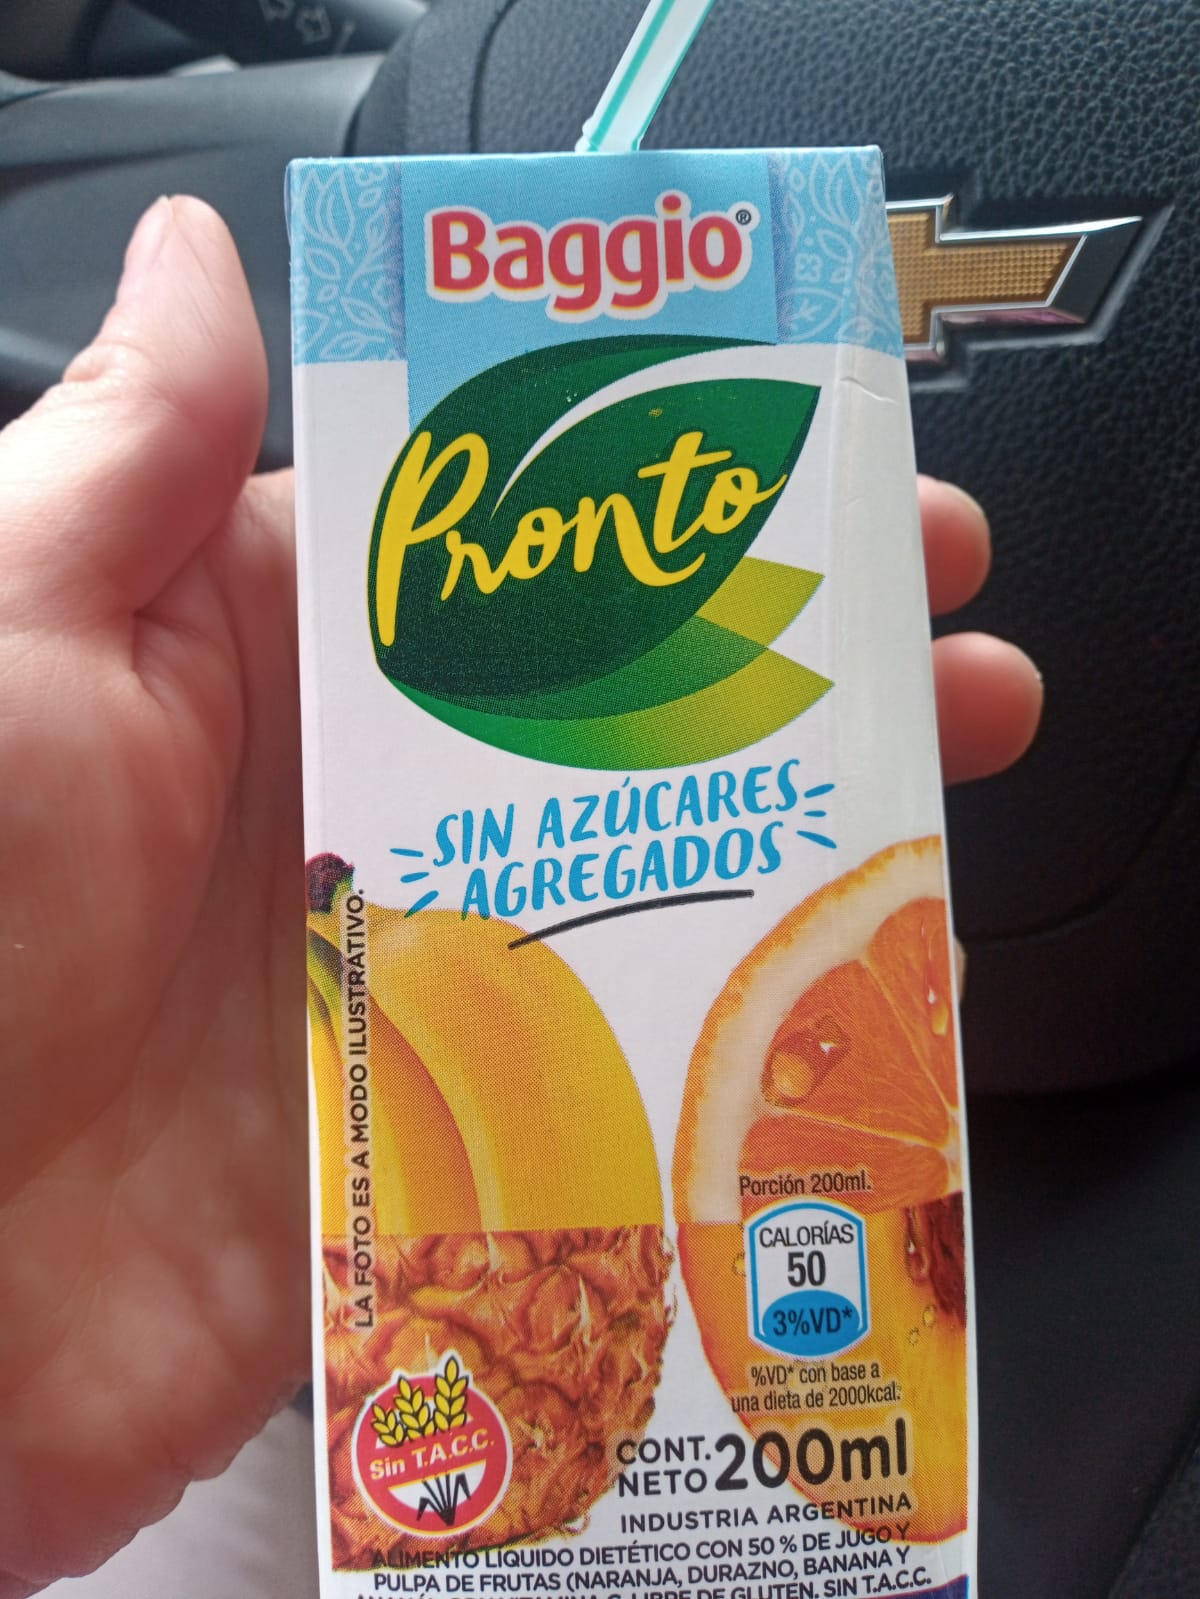 Baggio®
Pronto
SIN AZÚCARES
AGREGADOS
LA FOTO ES A MODO ILUSTRATIVO.
Porción 200ml.
CALORÍAS
50
3%VD*
%VD* con base a
una dieta de 2000kcal.
Sin T.A.C.C.
CONT.
NETO 200ml
INDUSTRIA ARGENTINA
ALIMENTO LÍQUIDO DIETÉTICO CON 50 % DE JUGO Y
PULPA DE FRUTAS (NARANJA, DURAZNO, BANANA Y
VITAMINA C. LIBRE DE GLUTEN. SIN T.A.C.C.